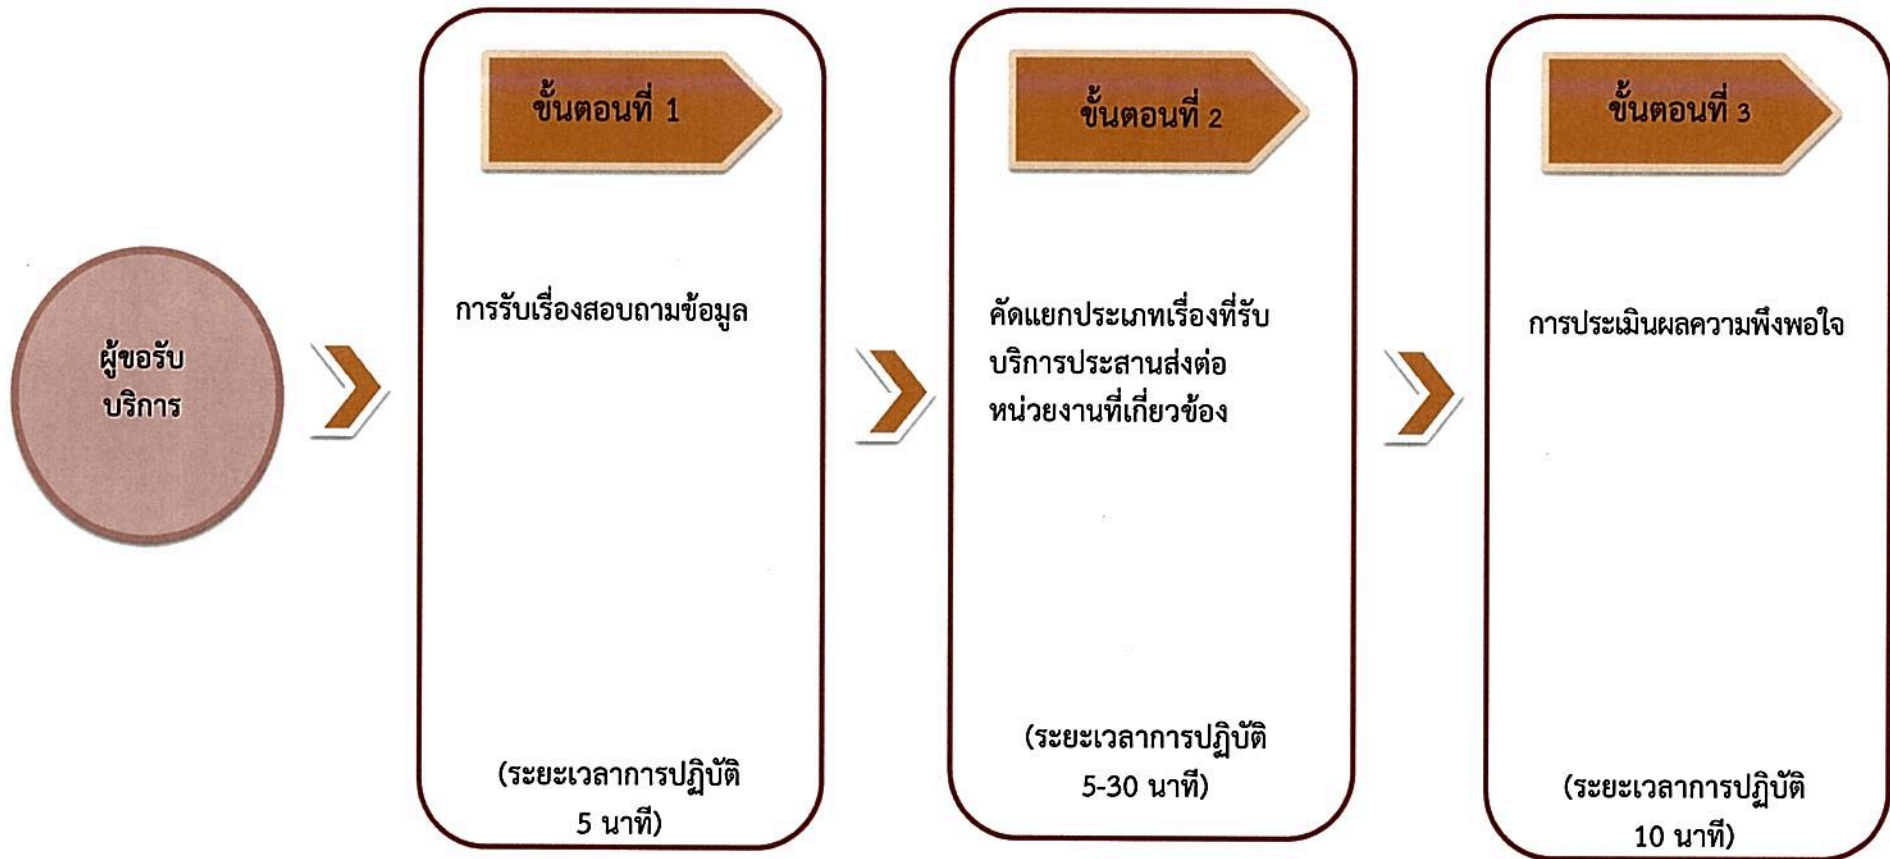 ผู้ขอรับ
บริการ
ขั้นตอนที่ 1
การรับเรื่องสอบถามข้อมูล
(ระยะเวลาการปฏิบัติ
5 นาที)
ขั้นตอนที่ 2
คัดแยกประเภทเรื่องที่รับ
บริการประสานส่งต่อ
หน่วยงานที่เกี่ยวข้อง
(ระยะเวลาการปฏิบัติ
5-30 นาที)
ขั้นตอนที่ 3
การประเมินผลความพึงพอใจ
(ระยะเวลาการปฏิบัติ
10 นาที)